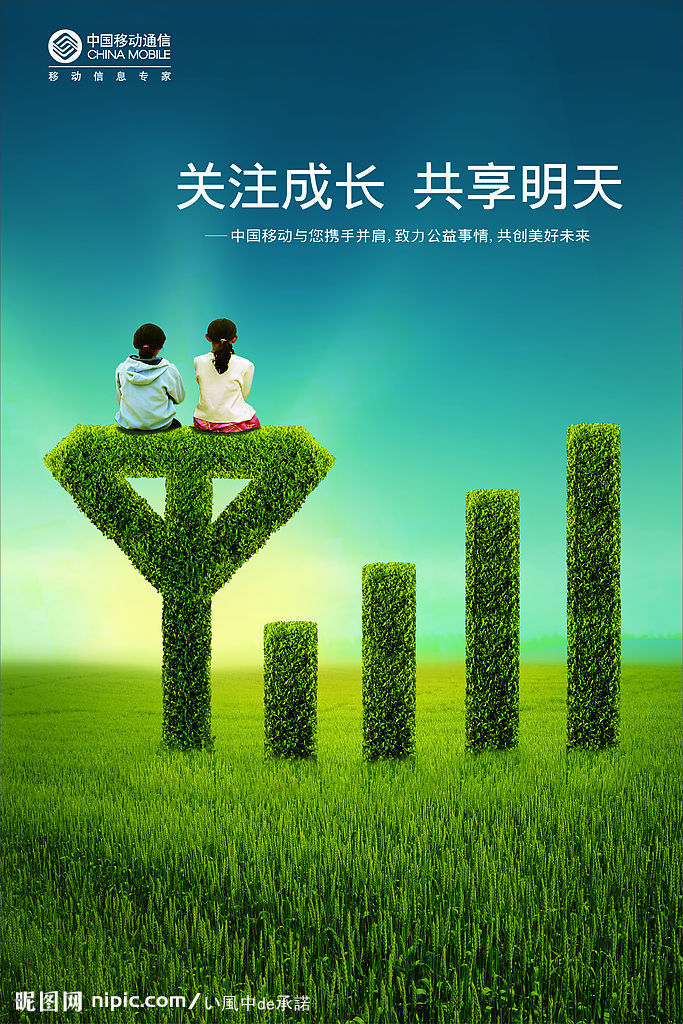 中国移动通信
CHINA MOBILE
移动信息专家
关注成长 共享明天
——中国移动与您携手并肩, 致力公益事情, 共创美好未来
昵图网 nipic.com/い風中de承諾